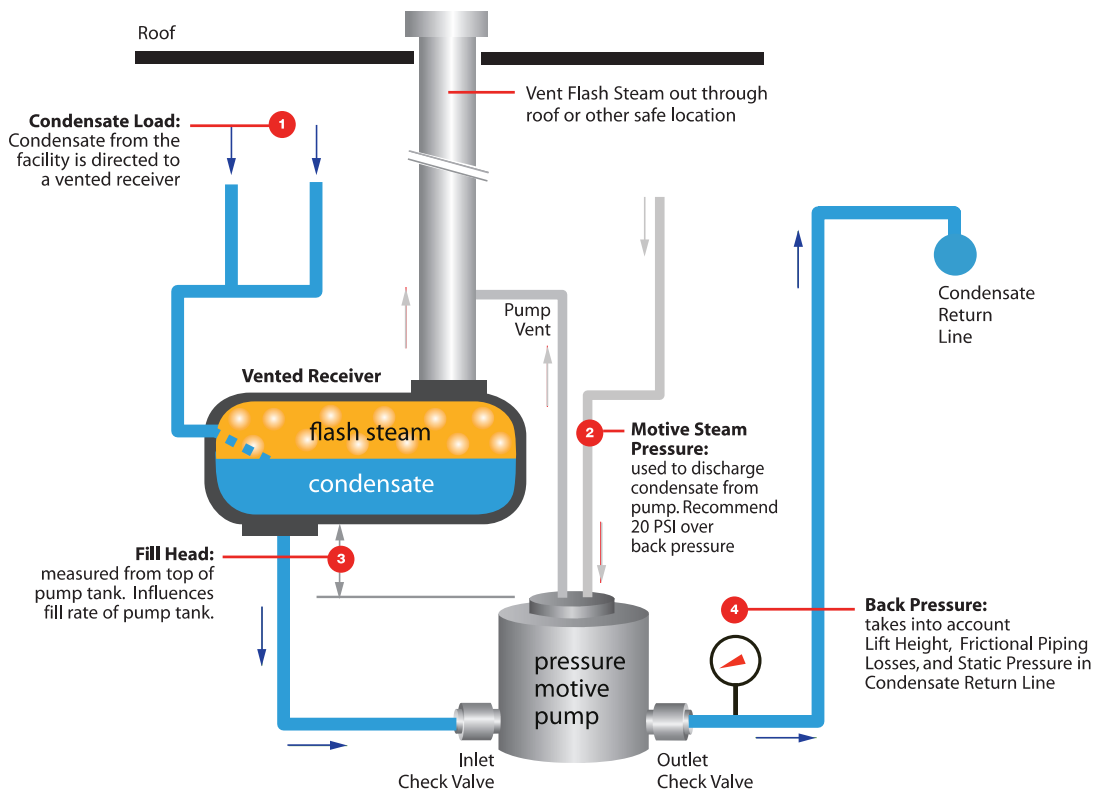 Roof
Vent Flash Steam out through
roof or other safe location
1
Condensate Load:
Condensate from the
facility is directed to
a vented receiver
Pump
Vent
Condensate
Return
Line
Vented Receiver
flash steam
condensate
2
Motive Steam
Pressure:
used to discharge
condensate from
pump. Recommend
20 PSI over
back pressure
3
Fill Head:
measured from top of
pump tank. Influences
fill rate of pump tank.
4
Back Pressure:
takes into account
Lift Height, Frictional Piping
Losses, and Static Pressure in
Condensate Return Line
pressure
motive
pump
Inlet
Check Valve
Outlet
Check Valve